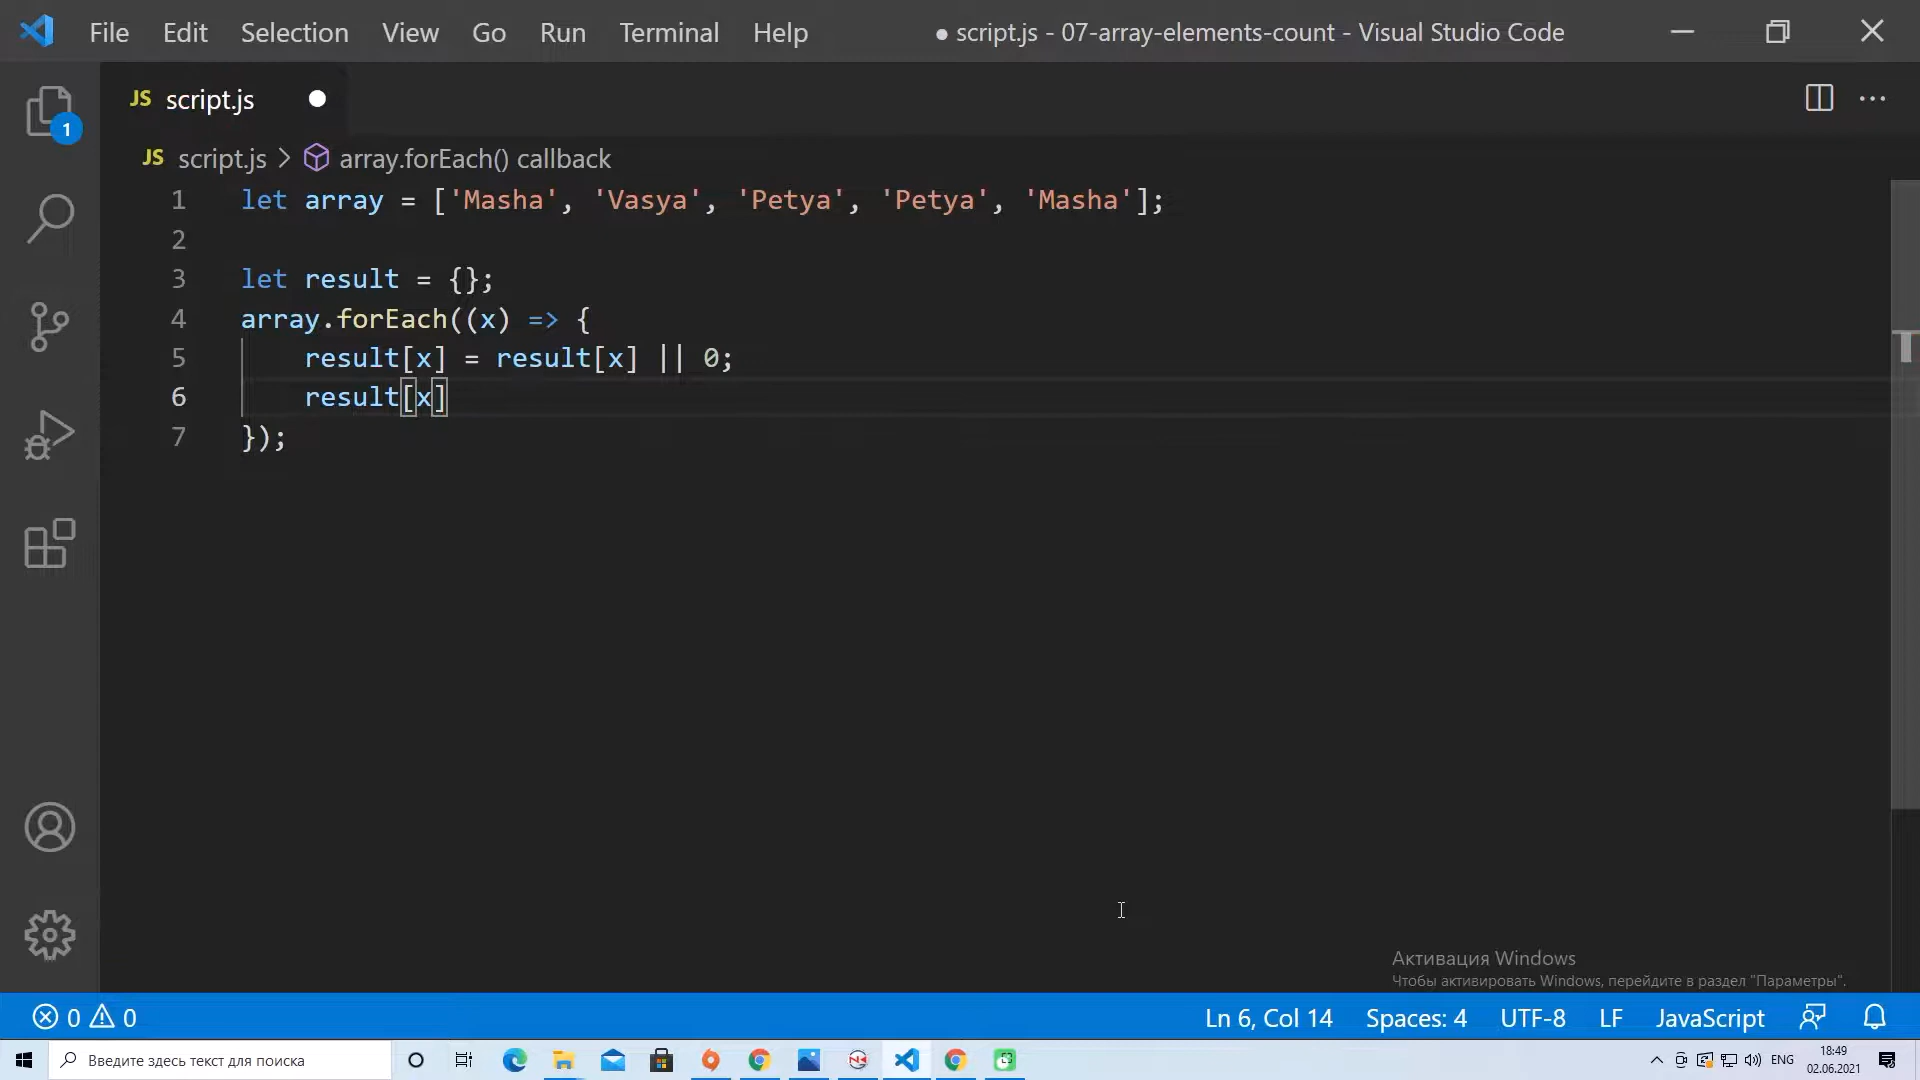 File Edit Selection View Go Run Terminal Help ● script.js - 07-array-elements-count - Visual Studio Code
JS script.js
JS script.js > array.forEach() callback
1 let array = ['Masha', 'Vasya', 'Petya', 'Petya', 'Masha'];
2
3 let result = {};
4 array.forEach((x) => {
5 result[x] = result[x] || 0;
6 result[x]
7 });
1
Активация Windows
Чтобы активировать Windows, перейдите в раздел "Параметры".
0 0 Ln 6, Col 14 Spaces: 4 UTF-8 LF JavaScript
Введите здесь текст для поиска ENG 18:49
02.06.2021